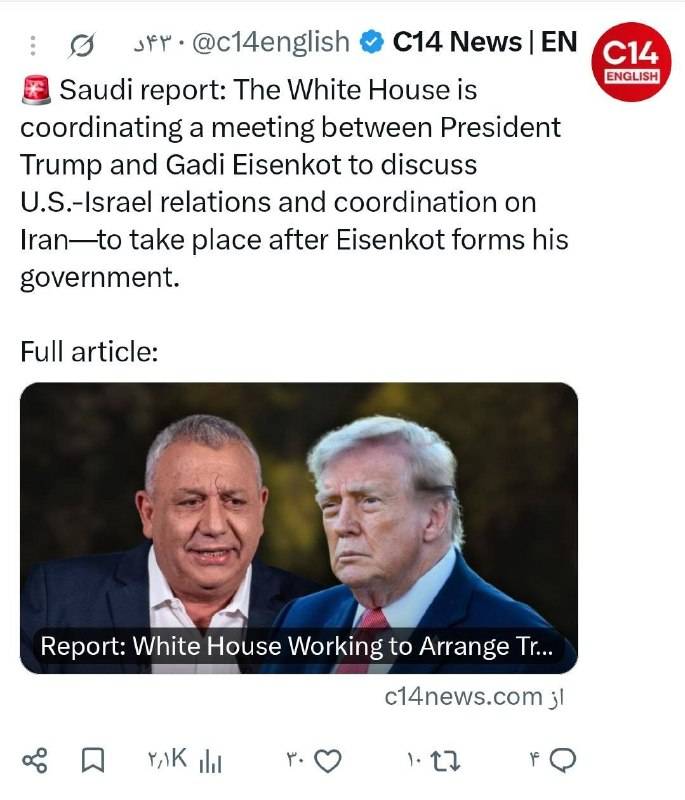 C14 News | EN @c14english · ۴۳د
C14
ENGLISH
🚨 Saudi report: The White House is
coordinating a meeting between President
Trump and Gadi Eisenkot to discuss
U.S.-Israel relations and coordination on
Iran—to take place after Eisenkot forms his
government.
Full article:
Report: White House Working to Arrange Tr...
از c14news.com
۴ ۱۰ ۳۰ ۲٫۱K